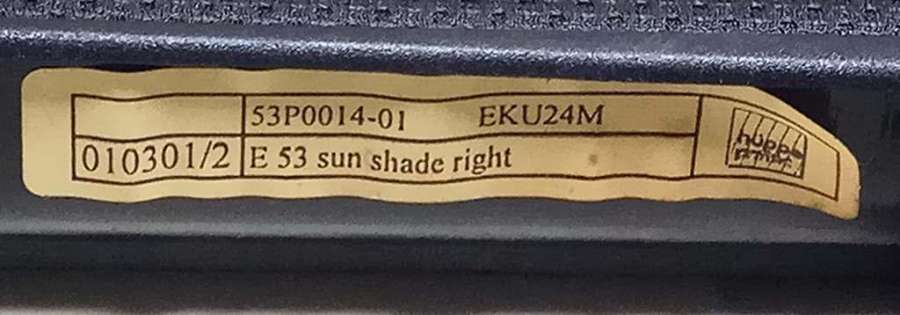 53P0014-01 EKU24M
010301/2 E 53 sun shade right